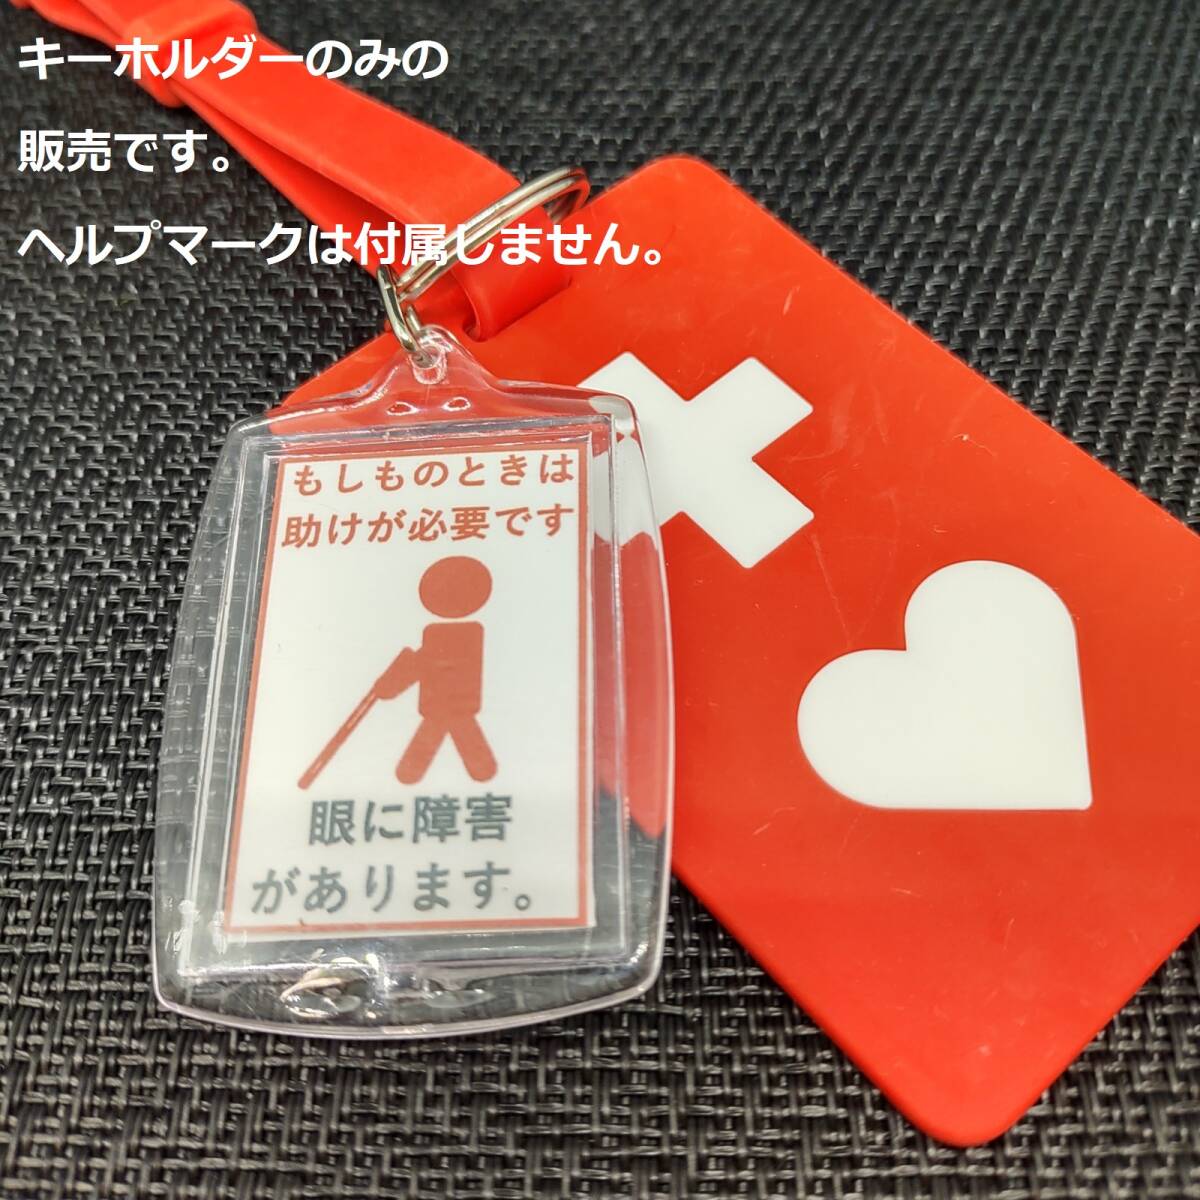 キーホルダーのみの
販売です。
ヘルプマークは付属しません。
もしものときは
助けが必要です
眼に障害
があります。